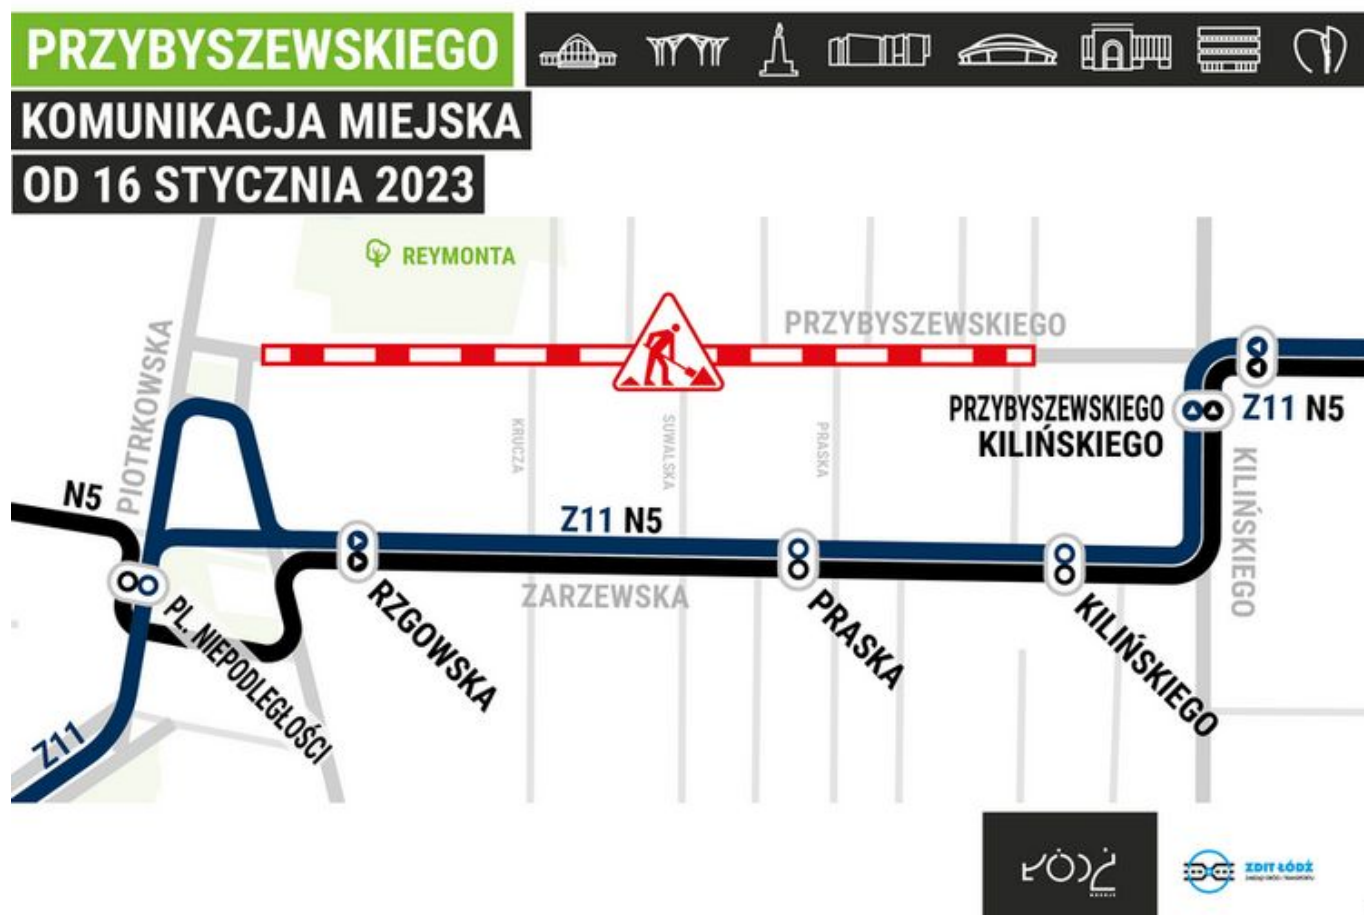 PRZYBYSZEWSKIEGO
KOMUNIKACJA MIEJSKA
OD 16 STYCZNIA 2023
REYMONTA
PRZYBYSZEWSKIEGO
PIOTRKOWSKA
KRUCZA
SUWALSKA
PRASKA
PRZYBYSZEWSKIEGO
KILIŃSKIEGO
Z11 N5
KILIŃSKIEGO
N5
Z11 N5
ZARZEWSKA
PL. NIEPODLEGŁOŚCI
RZGOWSKA
PRASKA
KILIŃSKIEGO
Z11
ŁÓDŹ
ZDIT ŁÓDŹ